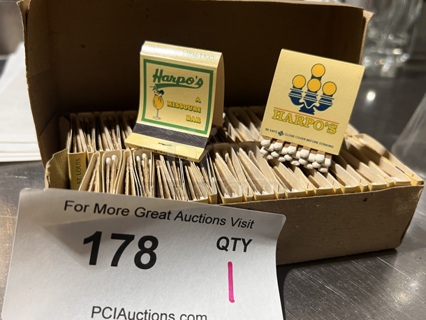 Harpo's
A
MISSOURI
BAR
HARPO'S
For More Great Auctions Visit
178
QTY
1
PCIAuctions.com